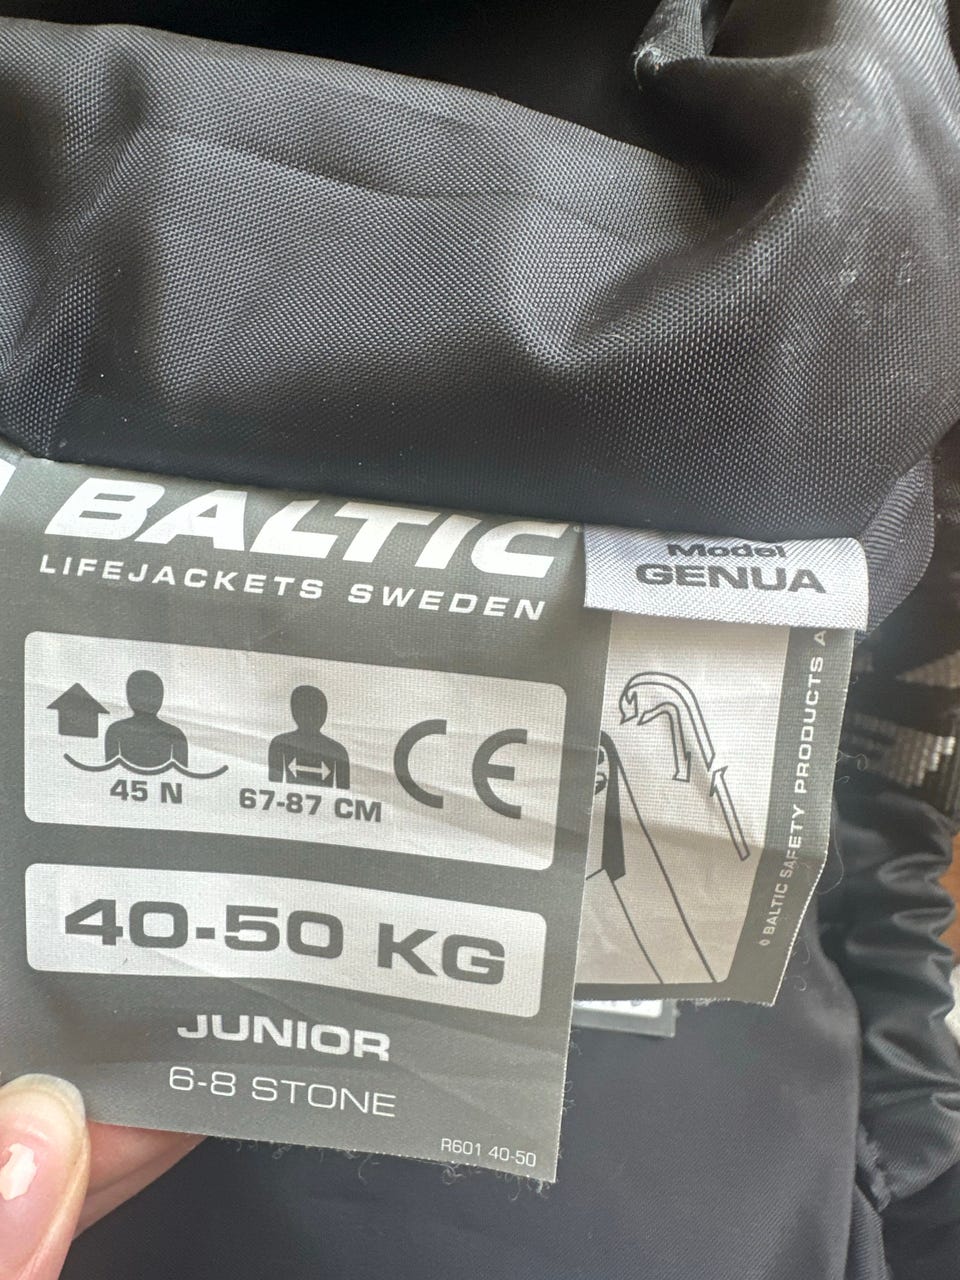 BALTIC
LIFEJACKETS SWEDEN
45 N
67-87 CM
CE
40-50 KG
JUNIOR
6-8 STONE
R601 40-50
Model
GENUA
BALTIC SAFETY PRODUCTS A